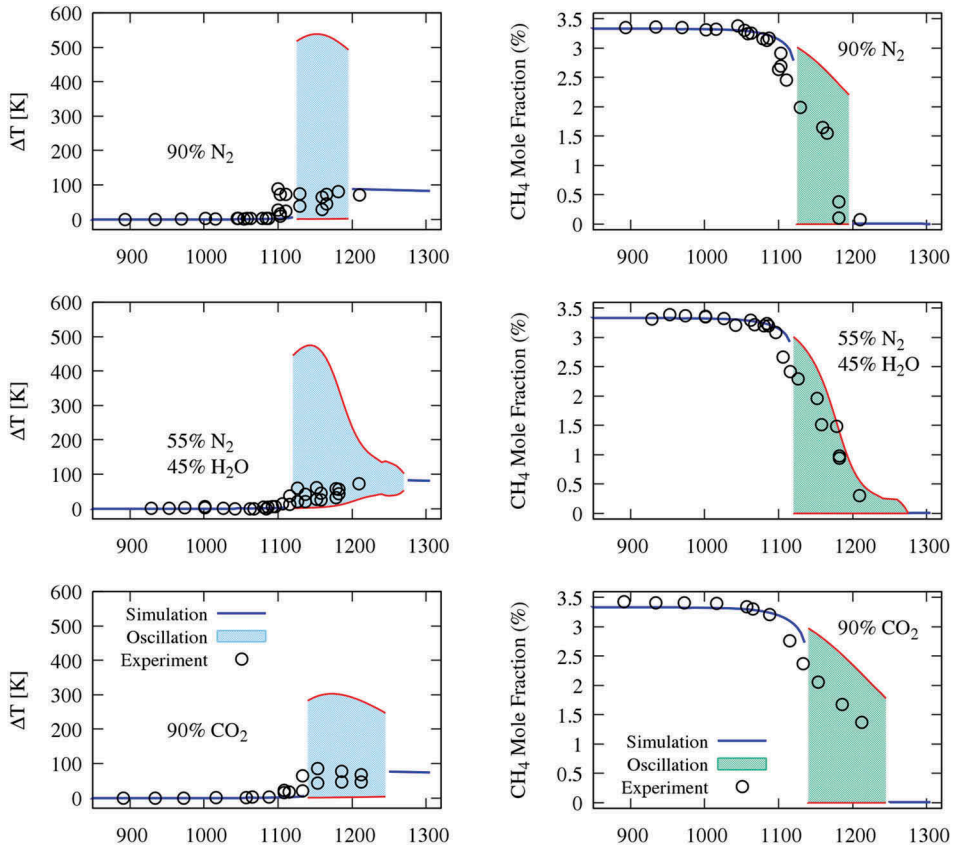 600
500
400
300
200
100
0
ΔT [K]
90% N₂
900 1000 1100 1200 1300
3.5
3
2.5
2
1.5
1
0.5
0
CH₄ Mole Fraction (%)
90% N₂
900 1000 1100 1200 1300
600
500
400
300
200
100
0
ΔT [K]
55% N₂
45% H₂O
900 1000 1100 1200 1300
3.5
3
2.5
2
1.5
1
0.5
0
CH₄ Mole Fraction (%)
55% N₂
45% H₂O
900 1000 1100 1200 1300
600
500
400
300
200
100
0
ΔT [K]
Simulation
Oscillation
Experiment
90% CO₂
900 1000 1100 1200 1300
3.5
3
2.5
2
1.5
1
0.5
0
CH₄ Mole Fraction (%)
90% CO₂
Simulation
Oscillation
Experiment
900 1000 1100 1200 1300